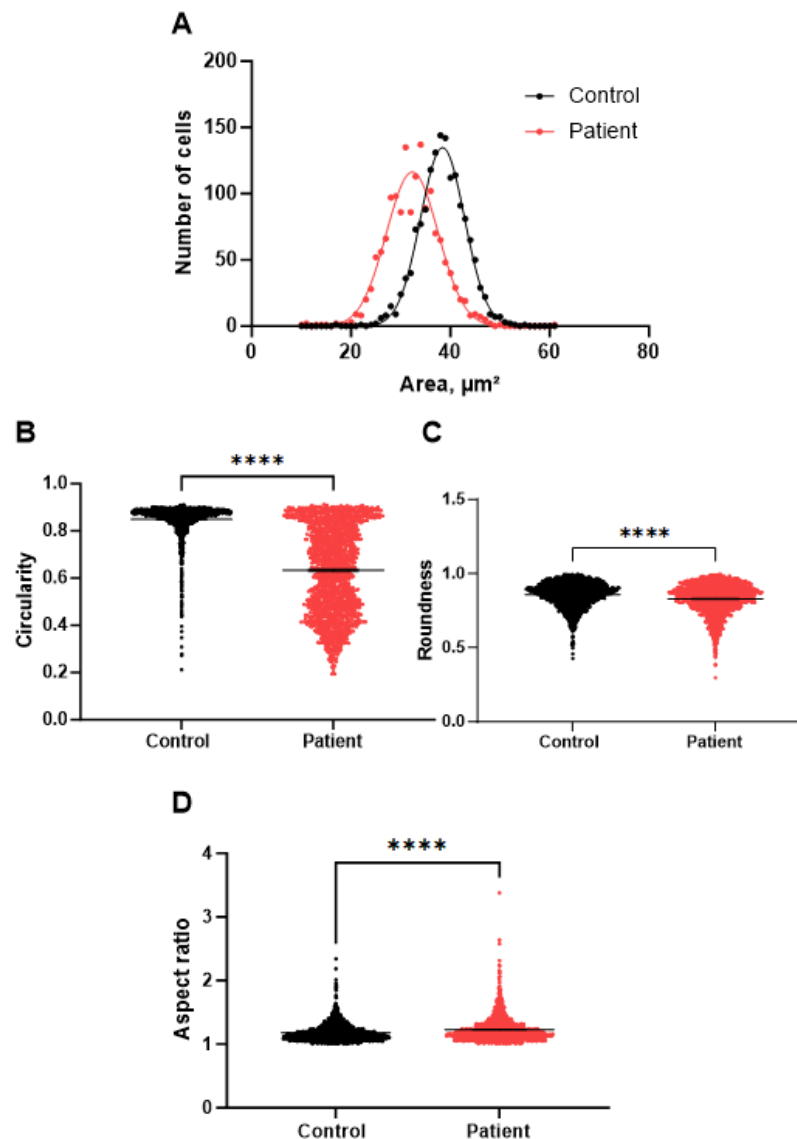 A
200
150
100
50
0
Number of cells
Control
Patient
0 20 40 60 80
Area, µm²
B
****
1.0
0.8
0.6
0.4
0.2
0.0
Circularity
Control Patient
C
****
1.5
1.0
0.5
0.0
Roundness
Control Patient
D
****
4
3
2
1
0
Aspect ratio
Control Patient